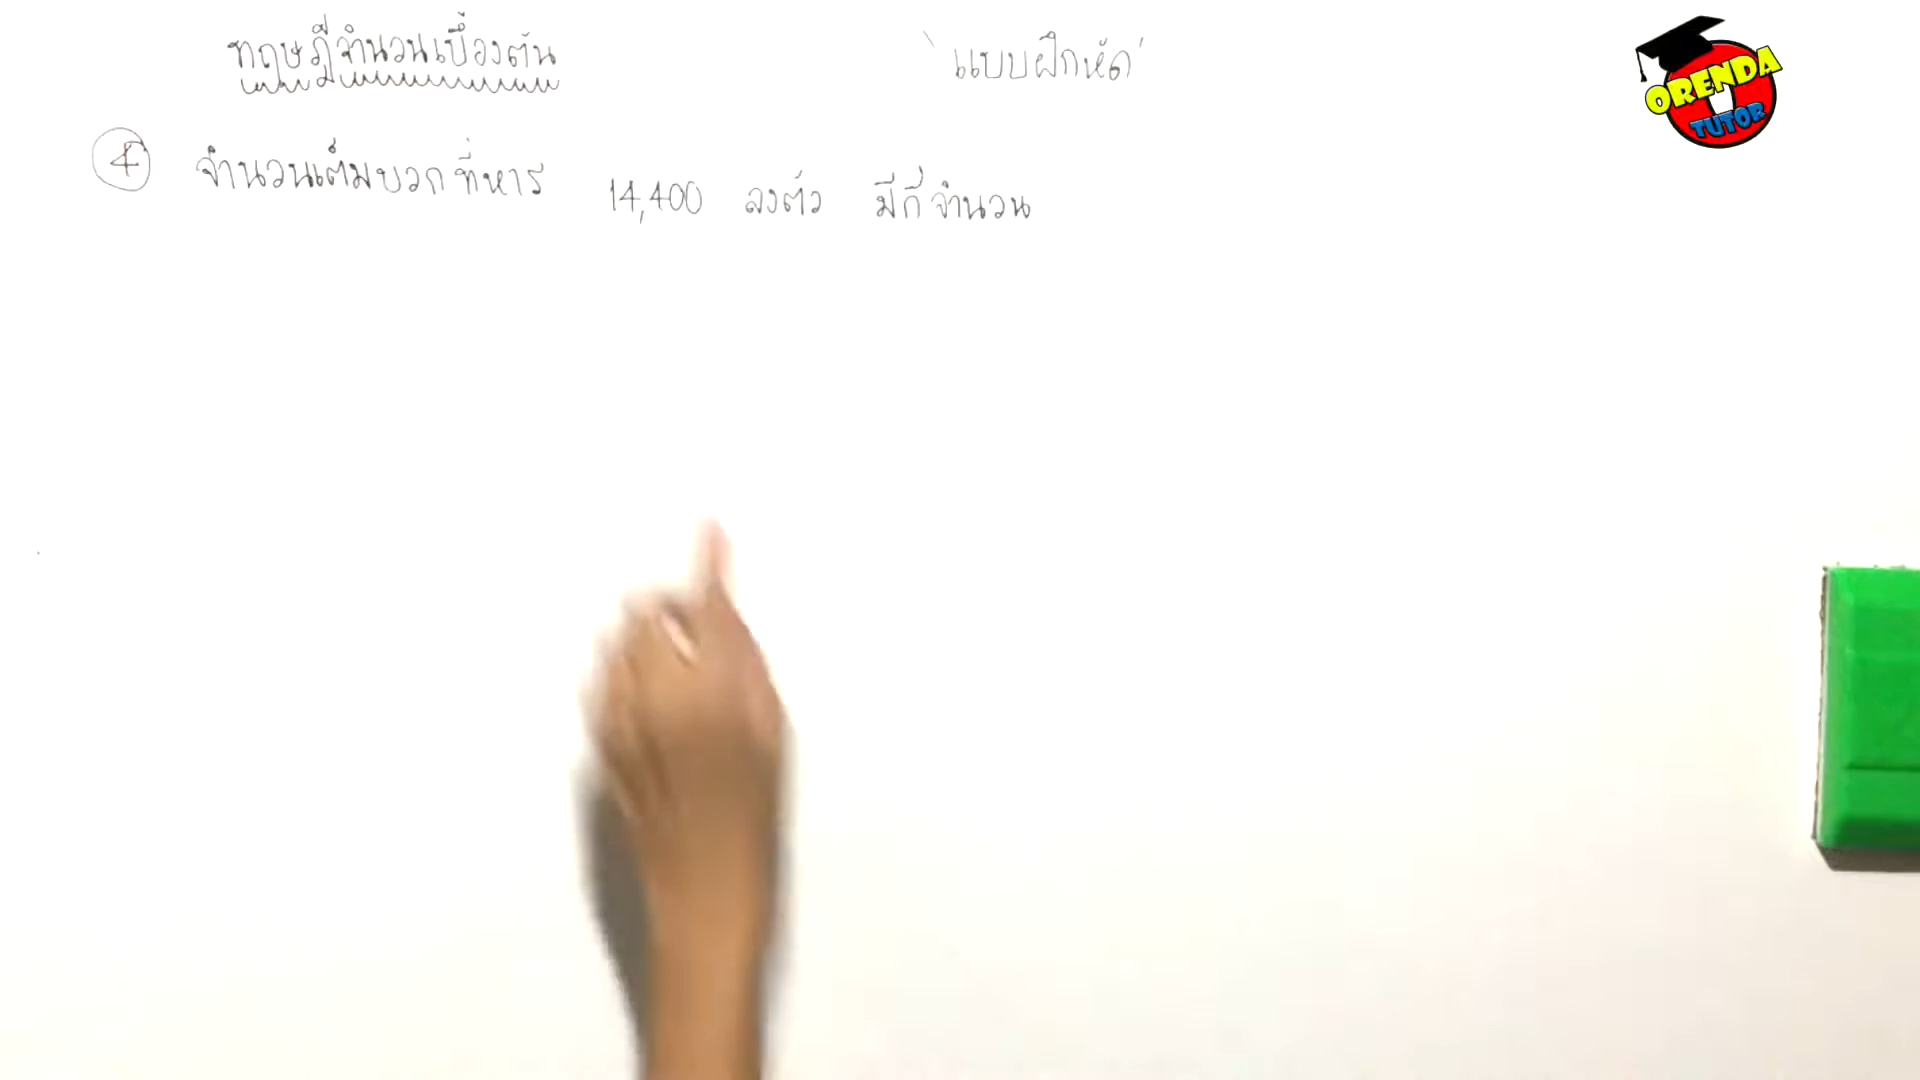 ทฤษฎีจำนวนเบื้องต้น
'แบบฝึกหัด'
ORENDA
TUTOR
4 จำนวนเต็มบวกที่หาร 14,400 ลงตัว มีกี่จำนวน